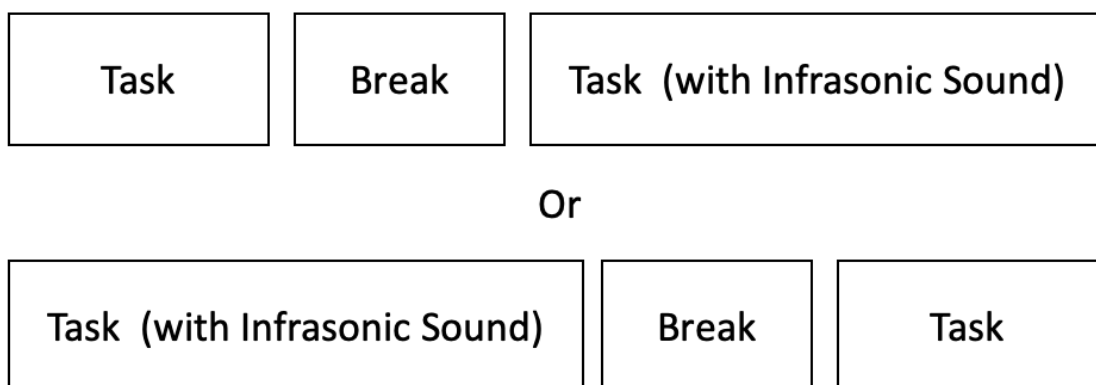 Task Break Task (with Infrasonic Sound)
Or
Task (with Infrasonic Sound) Break Task